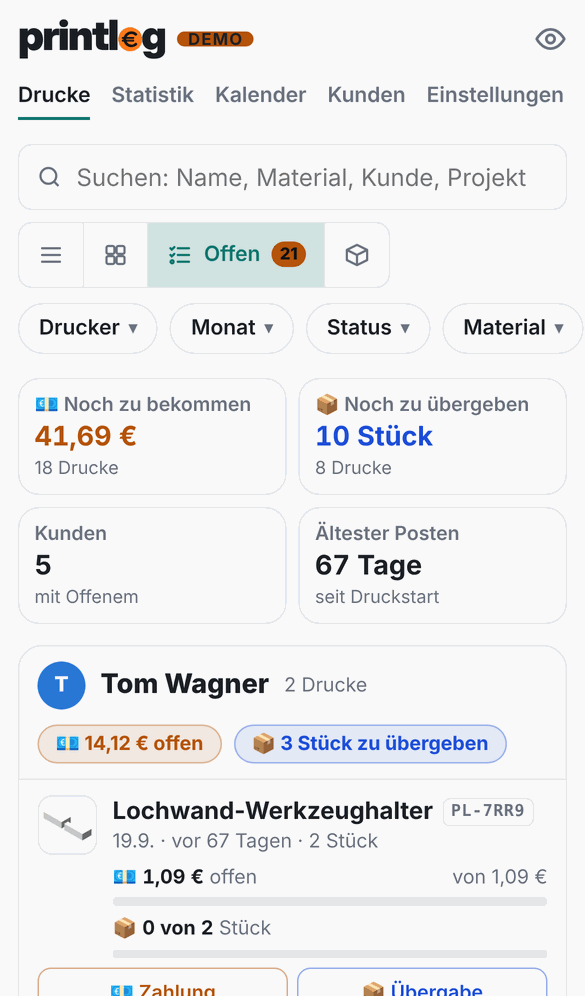 printl€g DEMO
Drucke Statistik Kalender Kunden Einstellungen
Suchen: Name, Material, Kunde, Projekt
Offen 21
Drucker ▾ Monat ▾ Status ▾ Material ▾
Noch zu bekommen
41,69 €
18 Drucke
Noch zu übergeben
10 Stück
8 Drucke
Kunden
5
mit Offenem
Ältester Posten
67 Tage
seit Druckstart
T Tom Wagner 2 Drucke
14,12 € offen 3 Stück zu übergeben
Lochwand-Werkzeughalter PL-7RR9
19.9. · vor 67 Tagen · 2 Stück
1,09 € offen von 1,09 €
0 von 2 Stück
Zahlung Übergabe